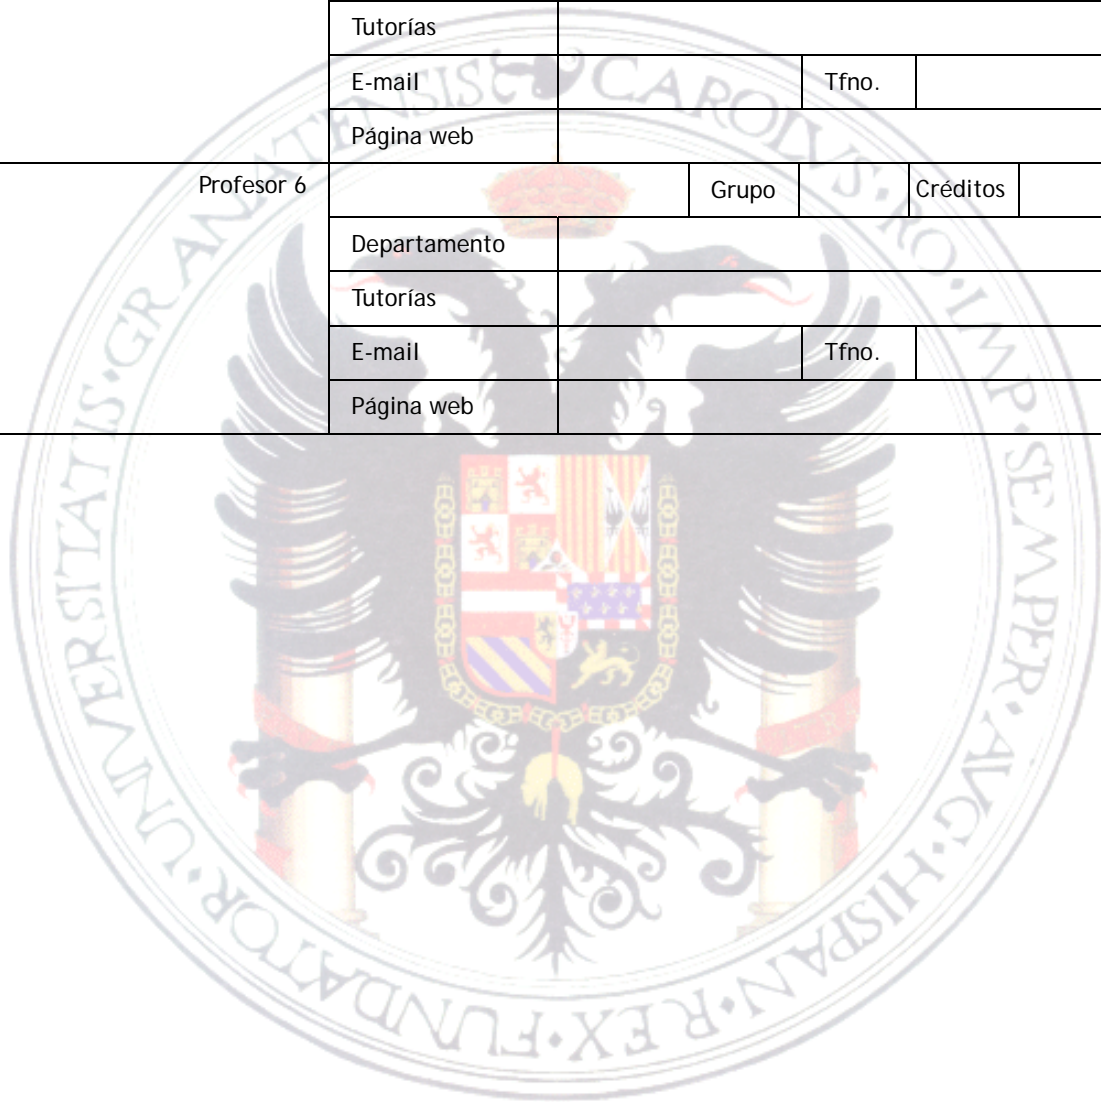 Tutorías
E-mail Tfno.
Página web
Profesor 6 Grupo Créditos
Departamento
Tutorías
E-mail Tfno.
Página web
CAROLVS·RO·IMP·SEMPER·AVG·HISPAN·REX·FUNDATOR·UNIVERSITATIS·GRANATENSIS